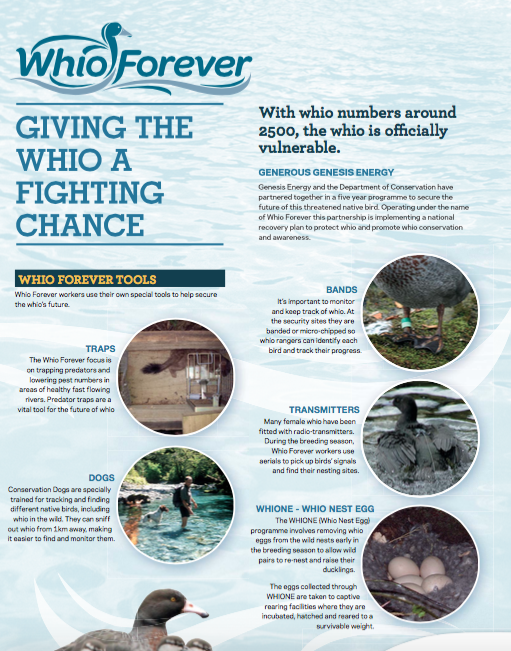 Whio Forever
GIVING THE
WHIO A
FIGHTING
CHANCE
With whio numbers around
2500, the whio is officially
vulnerable.
GENEROUS GENESIS ENERGY
Genesis Energy and the Department of Conservation have
partnered together in a five year programme to secure the
future of this threatened native bird. Operating under the name
of Whio Forever this partnership is implementing a national
recovery plan to protect whio and promote whio conservation
and awareness.
WHIO FOREVER TOOLS
Whio Forever workers use their own special tools to help secure
the whio's future.
TRAPS
The Whio Forever focus is
on trapping predators and
lowering pest numbers in
areas of healthy fast flowing
rivers. Predator traps are a
vital tool for the future of whio
DOGS
Conservation Dogs are specially
trained for tracking and finding
different native birds, including
whio in the wild. They can sniff
out whio from 1km away, making
it easier to find and monitor them.
BANDS
It's important to monitor
and keep track of whio. At
the security sites they are
banded or micro-chipped so
whio rangers can identify each
bird and track their progress.
TRANSMITTERS
Many female whio have been
fitted with radio-transmitters.
During the breeding season,
Whio Forever workers use
aerials to pick up birds' signals
and find their nesting sites.
WHIONE - WHIO NEST EGG
The WHIONE (Whio Nest Egg)
programme involves removing whio
eggs from the wild nests early in
the breeding season to allow wild
pairs to re-nest and raise their
ducklings.
The eggs collected through
WHIONE are taken to captive
rearing facilities where they are
incubated, hatched and reared to a
survivable weight.